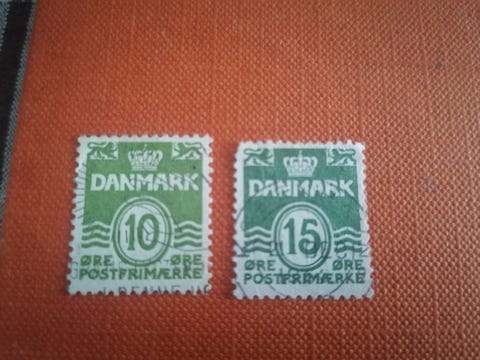 DANMARK
10
ØRE ØRE
POSTFRIMÆRKE
DANMARK
15
ØRE ØRE
POSTFRIMÆRKE